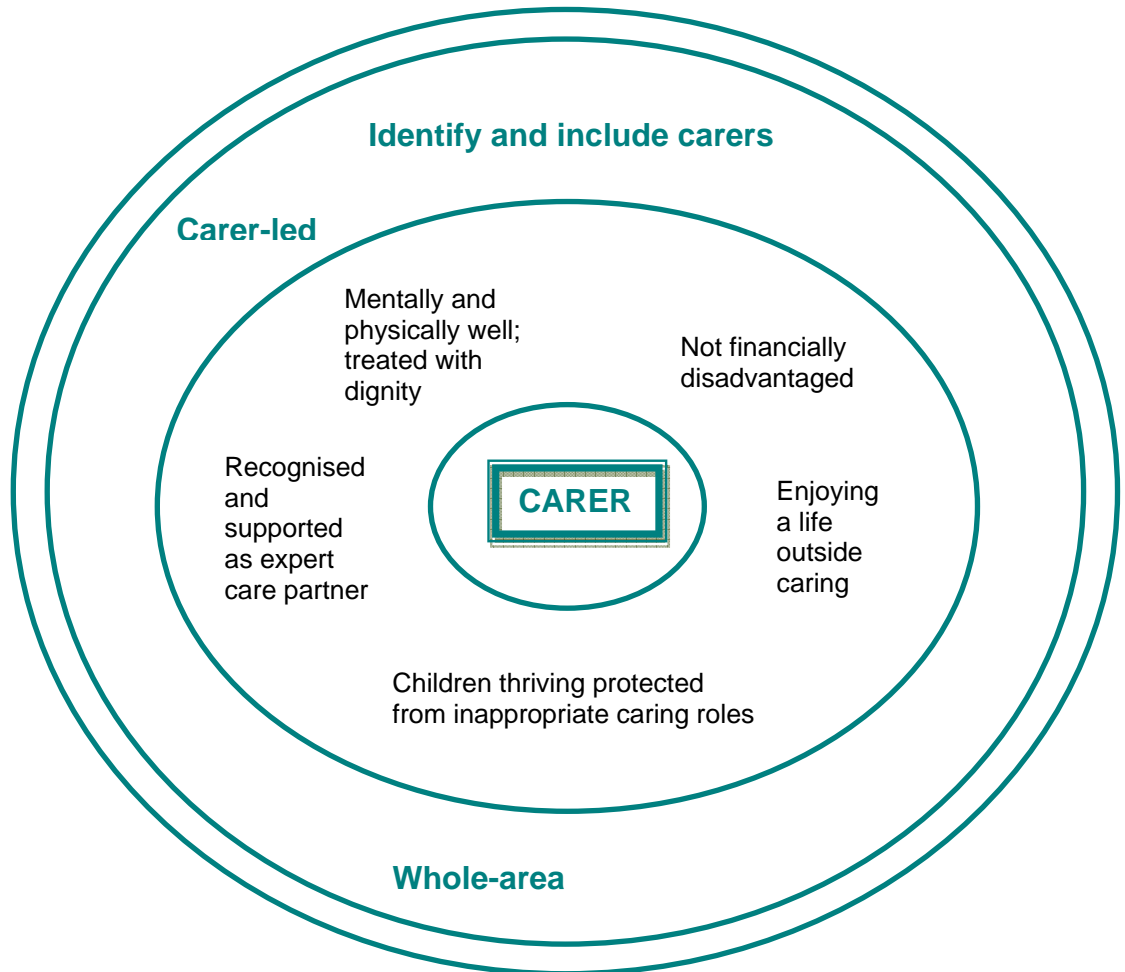 Identify and include carers
Carer-led
Mentally and
physically well;
treated with
dignity
Not financially
disadvantaged
Recognised
and
supported
as expert
care partner
CARER
Enjoying
a life
outside
caring
Children thriving protected
from inappropriate caring roles
Whole-area